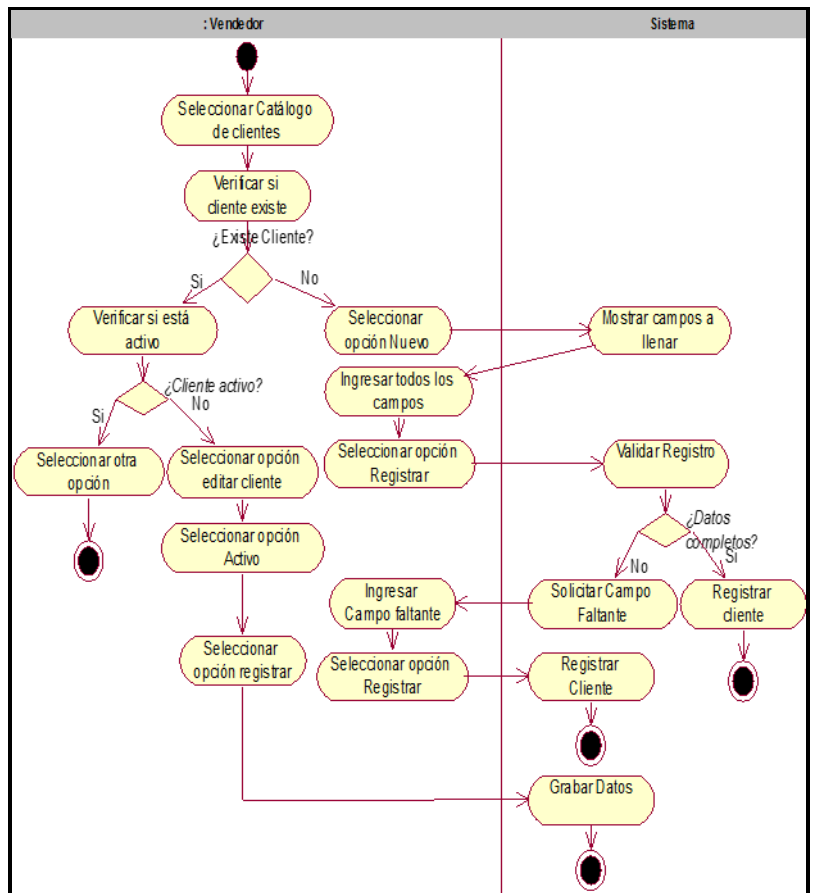 : Vendedor
Sistema
Seleccionar Catálogo
de clientes
Verificar si
cliente existe
¿Existe Cliente?
Si
No
Verificar si está
activo
Seleccionar
opción Nuevo
Mostrar campos a
llenar
¿Cliente activo?
Si
No
Ingresar todos los
campos
Seleccionar otra
opción
Seleccionar opción
editar cliente
Seleccionar opción
Registrar
Validar Registro
¿Datos
completos?
No
Si
Seleccionar opción
Activo
Ingresar
Campo faltante
Solicitar Campo
Faltante
Registrar
cliente
Seleccionar
opción registrar
Seleccionar opción
Registrar
Registrar
Cliente
Grabar Datos